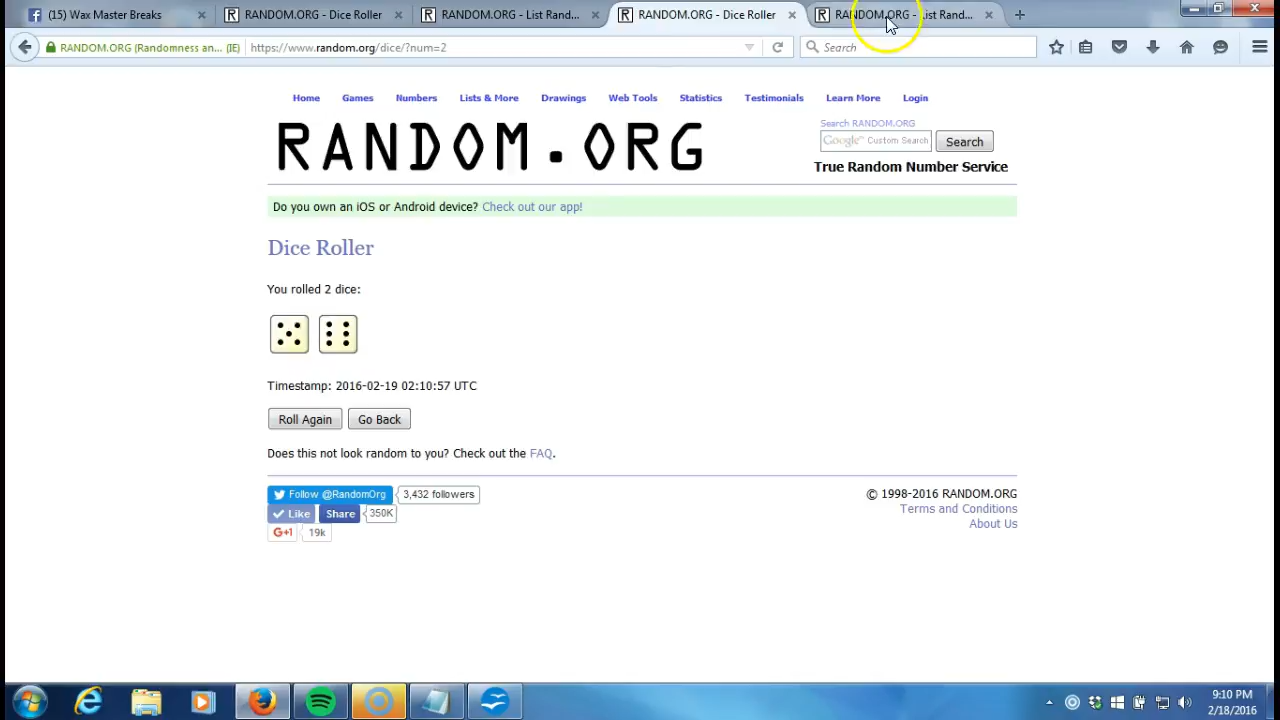 (15) Wax Master Breaks
RANDOM.ORG - Dice Roller
RANDOM.ORG - List Rand...
RANDOM.ORG - Dice Roller
RANDOM.ORG - List Rand...
RANDOM.ORG (Randomness an... (IE)
https://www.random.org/dice/?num=2
Search
Home Games Numbers Lists & More Drawings Web Tools Statistics Testimonials Learn More Login
RANDOM.ORG
Search RANDOM.ORG
Google™ Custom Search
Search
True Random Number Service
Do you own an iOS or Android device? Check out our app!
Dice Roller
You rolled 2 dice:
Timestamp: 2016-02-19 02:10:57 UTC
Roll Again Go Back
Does this not look random to you? Check out the FAQ.
Follow @RandomOrg 3,432 followers
Like Share 350K
G+1 19k
© 1998-2016 RANDOM.ORG
Terms and Conditions
About Us
9:10 PM
2/18/2016